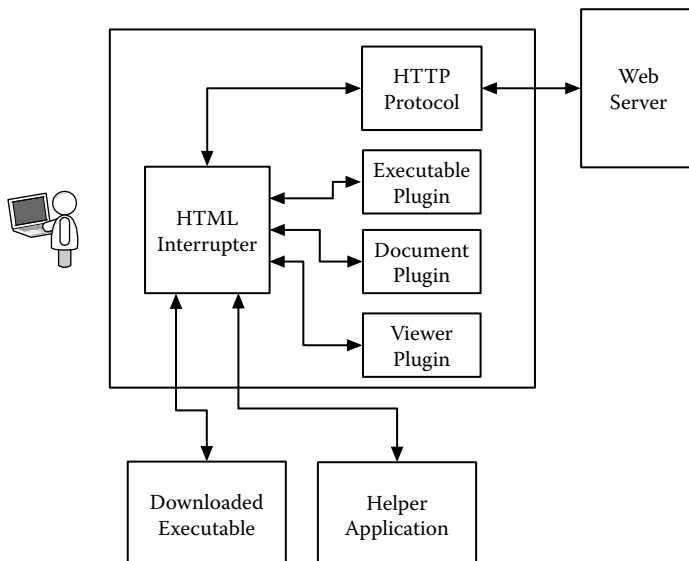 HTTP
Protocol
Web
Server
Executable
Plugin
HTML
Interrupter
Document
Plugin
Viewer
Plugin
Downloaded
Executable
Helper
Application